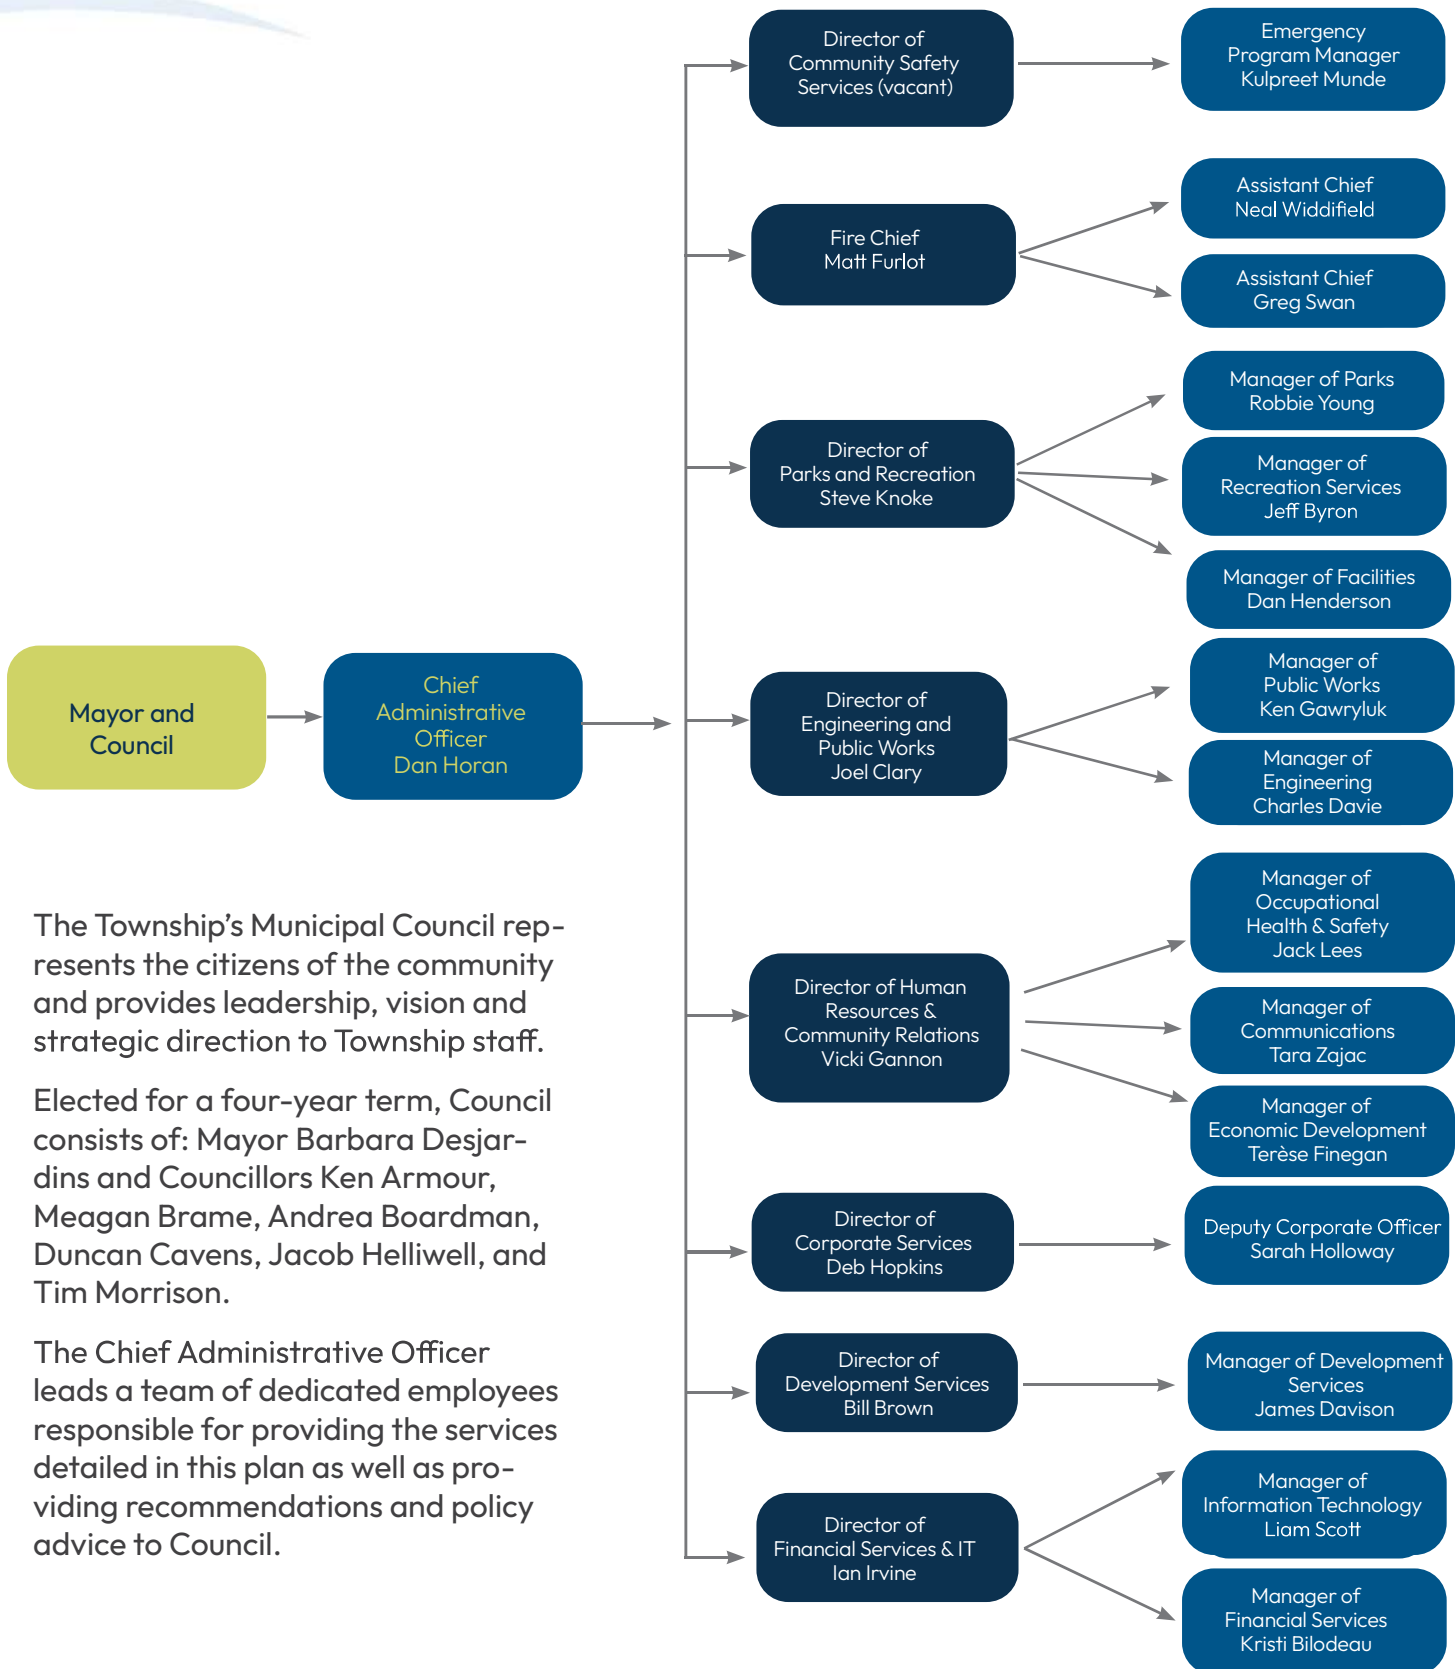 Director of
Community Safety
Services (vacant)
Emergency
Program Manager
Kulpreet Munde
Fire Chief
Matt Furlot
Assistant Chief
Neal Widdifield
Assistant Chief
Greg Swan
Director of
Parks and Recreation
Steve Knoke
Manager of Parks
Robbie Young
Manager of
Recreation Services
Jeff Byron
Manager of Facilities
Dan Henderson
Mayor and
Council
Chief
Administrative
Officer
Dan Horan
Director of
Engineering and
Public Works
Joel Clary
Manager of
Public Works
Ken Gawryluk
Manager of
Engineering
Charles Davie
Director of Human
Resources &
Community Relations
Vicki Gannon
Manager of
Occupational
Health & Safety
Jack Lees
Manager of
Communications
Tara Zajac
Manager of
Economic Development
Terèse Finegan
Director of
Corporate Services
Deb Hopkins
Deputy Corporate Officer
Sarah Holloway
Director of
Development Services
Bill Brown
Manager of Development
Services
James Davison
Director of
Financial Services & IT
Ian Irvine
Manager of
Information Technology
Liam Scott
Manager of
Financial Services
Kristi Bilodeau
The Township's Municipal Council rep-
resents the citizens of the community
and provides leadership, vision and
strategic direction to Township staff.
Elected for a four-year term, Council
consists of: Mayor Barbara Desjar-
dins and Councillors Ken Armour,
Meagan Brame, Andrea Boardman,
Duncan Cavens, Jacob Helliwell, and
Tim Morrison.
The Chief Administrative Officer
leads a team of dedicated employees
responsible for providing the services
detailed in this plan as well as pro-
viding recommendations and policy
advice to Council.